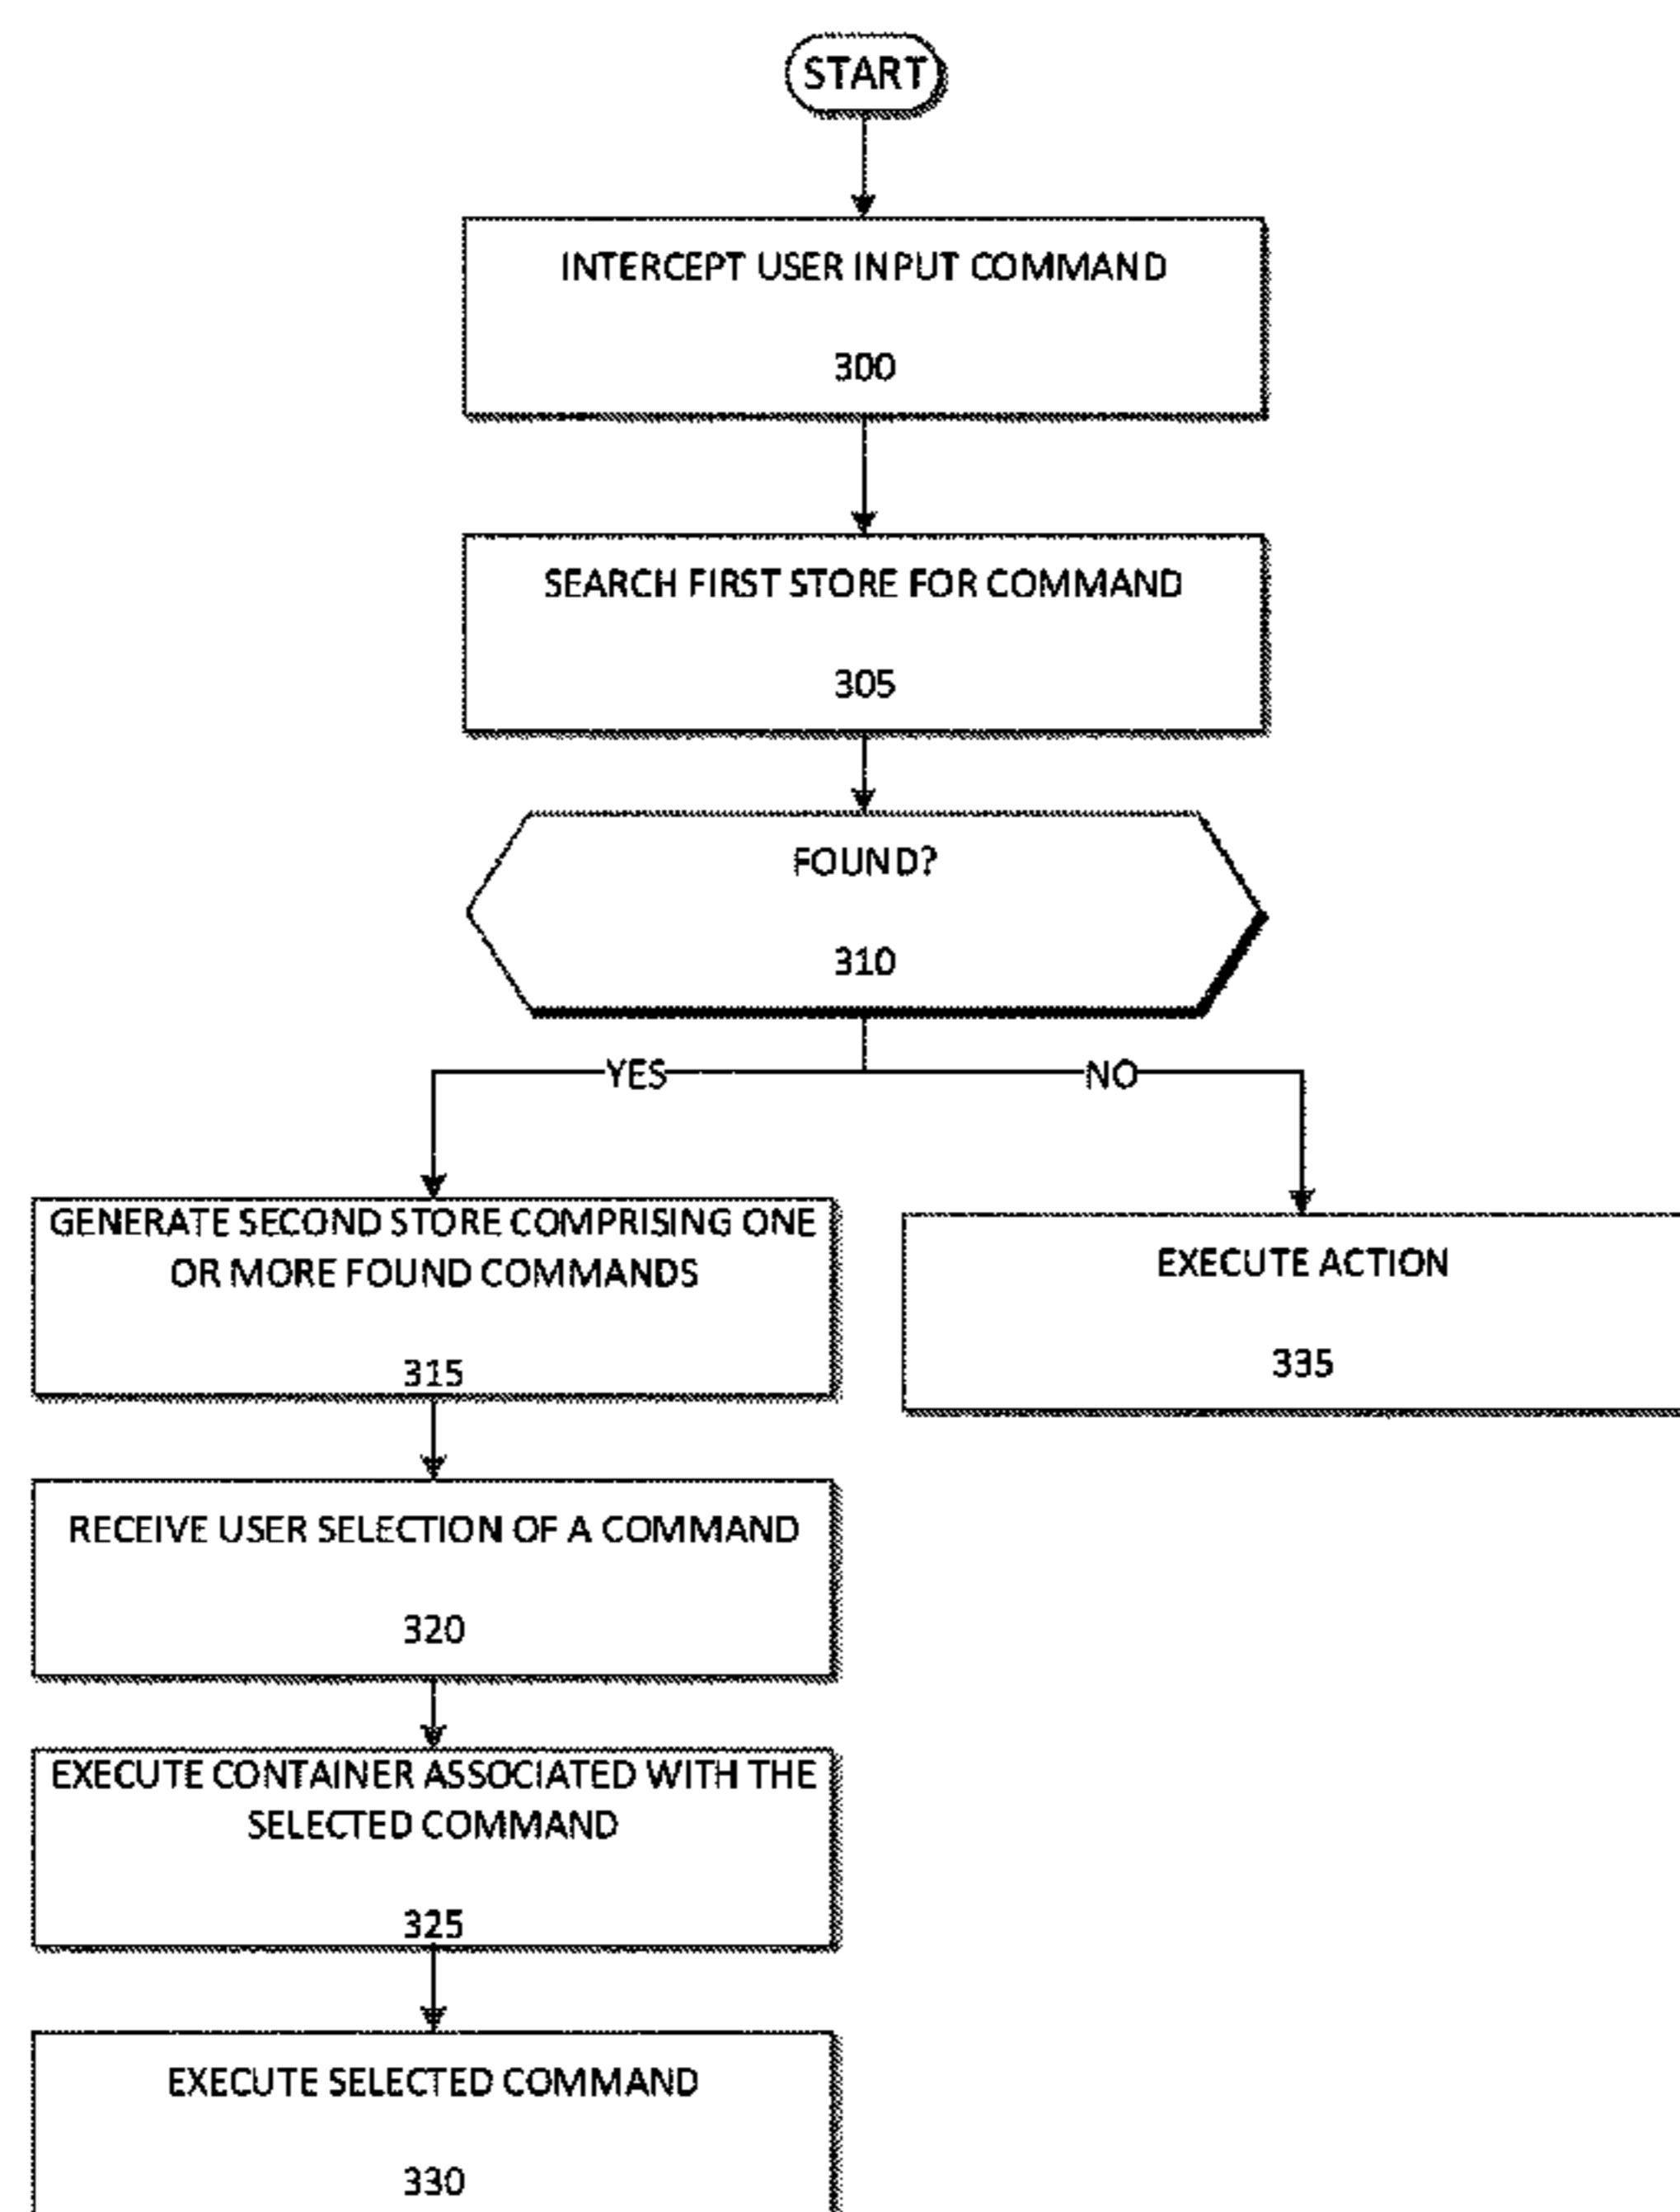 START
INTERCEPT USER INPUT COMMAND
300
SEARCH FIRST STORE FOR COMMAND
305
FOUND?
310
YES
NO
GENERATE SECOND STORE COMPRISING ONE
OR MORE FOUND COMMANDS
315
EXECUTE ACTION
335
RECEIVE USER SELECTION OF A COMMAND
320
EXECUTE CONTAINER ASSOCIATED WITH THE
SELECTED COMMAND
325
EXECUTE SELECTED COMMAND
330